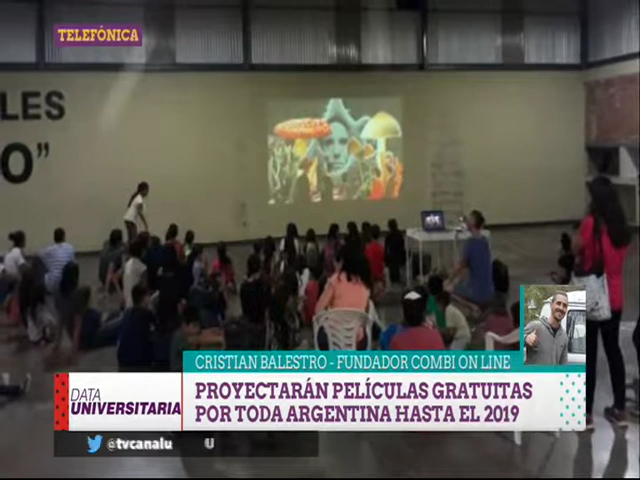 TELEFÓNICA
LES
O"
CRISTIAN BALESTRO - FUNDADOR COMBI ON LINE
DATA
UNIVERSITARIA
PROYECTARÁN PELÍCULAS GRATUITAS
POR TODA ARGENTINA HASTA EL 2019
@tvcanalu
U